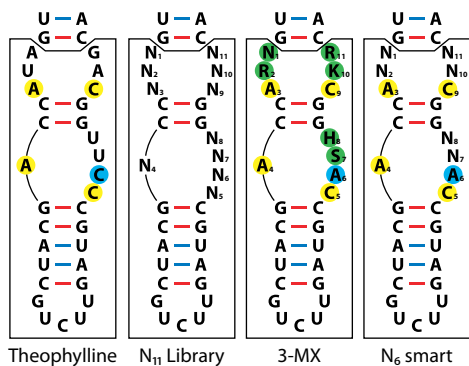 U A
G C
A G
U A
A C
C G
C G
U
U
A C
C
G C
C G
A U
U A
C G
G U
U U
C
Theophylline
U A
G C
N1 N11
N2 N10
N3 N9
C G
C G
N8
N7
N4 N6
N5
G C
C G
A U
U A
C G
G U
U U
C
N11 Library
U A
G C
N1 R11
R2 K10
A3 C9
C G
C G
H8
S7
A4 A6
C5
G C
C G
A U
U A
C G
G U
U U
C
3-MX
U A
G C
N1 N11
N2 N10
A3 C9
C G
C G
N8
N7
A4 A6
C5
G C
C G
A U
U A
C G
G U
U U
C
N6 smart